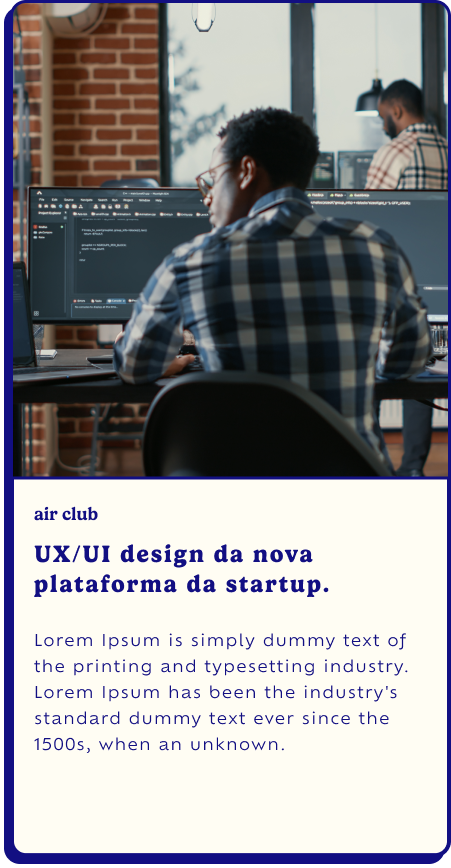 air club
UX/UI design da nova
plataforma da startup.
Lorem Ipsum is simply dummy text of
the printing and typesetting industry.
Lorem Ipsum has been the industry's
standard dummy text ever since the
1500s, when an unknown.